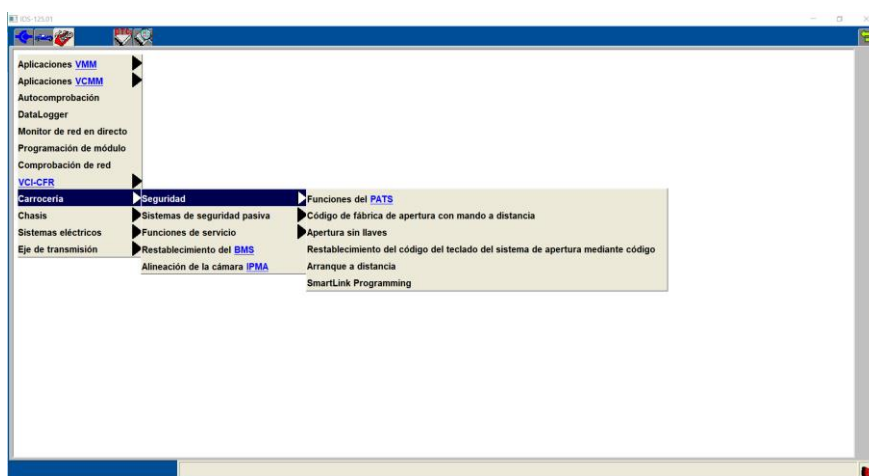 IDS-125.01
Aplicaciones VMM
Aplicaciones VCMM
Autocomprobación
DataLogger
Monitor de red en directo
Programación de módulo
Comprobación de red
VCI-CFR
Carrocería
Chasis
Sistemas eléctricos
Eje de transmisión
Seguridad
Sistemas de seguridad pasiva
Funciones de servicio
Restablecimiento del BMS
Alineación de la cámara IPMA
Funciones del PATS
Código de fábrica de apertura con mando a distancia
Apertura sin llaves
Restablecimiento del código del teclado del sistema de apertura mediante código
Arranque a distancia
SmartLink Programming